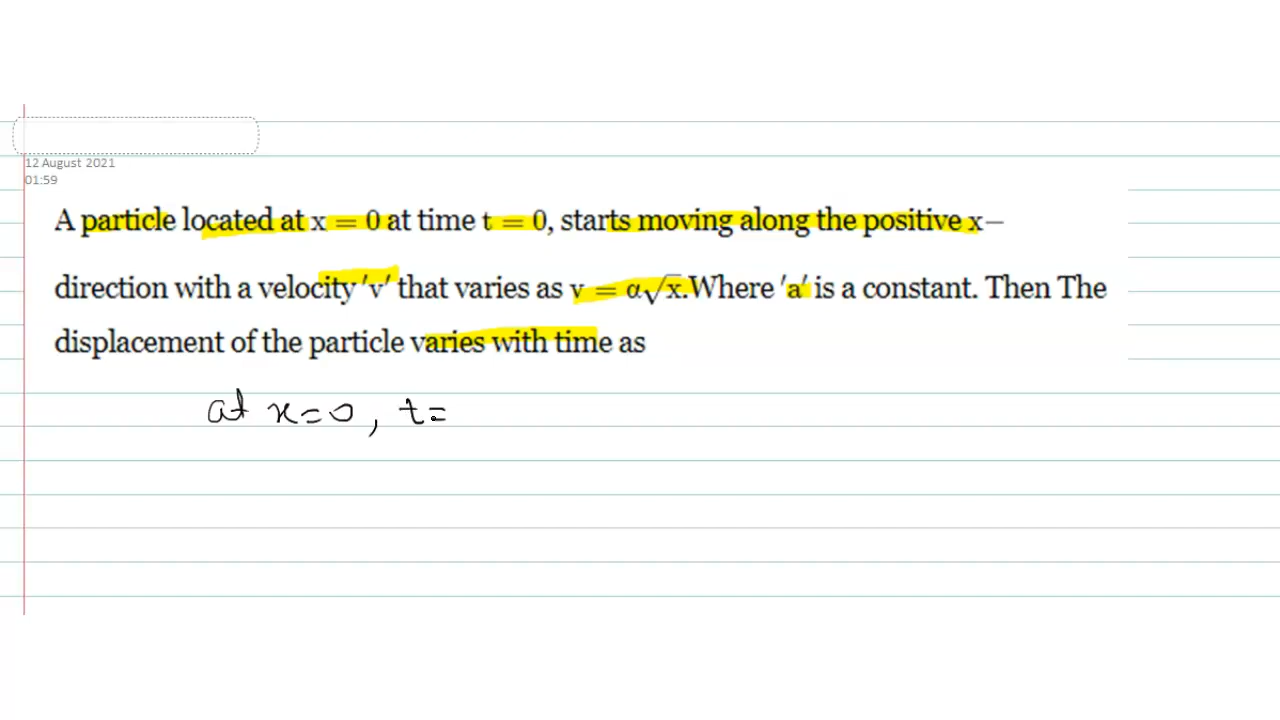 12 August 2021
01:59
A particle located at x = 0 at time t = 0, starts moving along the positive x−
direction with a velocity ′v′ that varies as v = α√x.Where ′a′ is a constant. Then The
displacement of the particle varies with time as
at x=0, t=